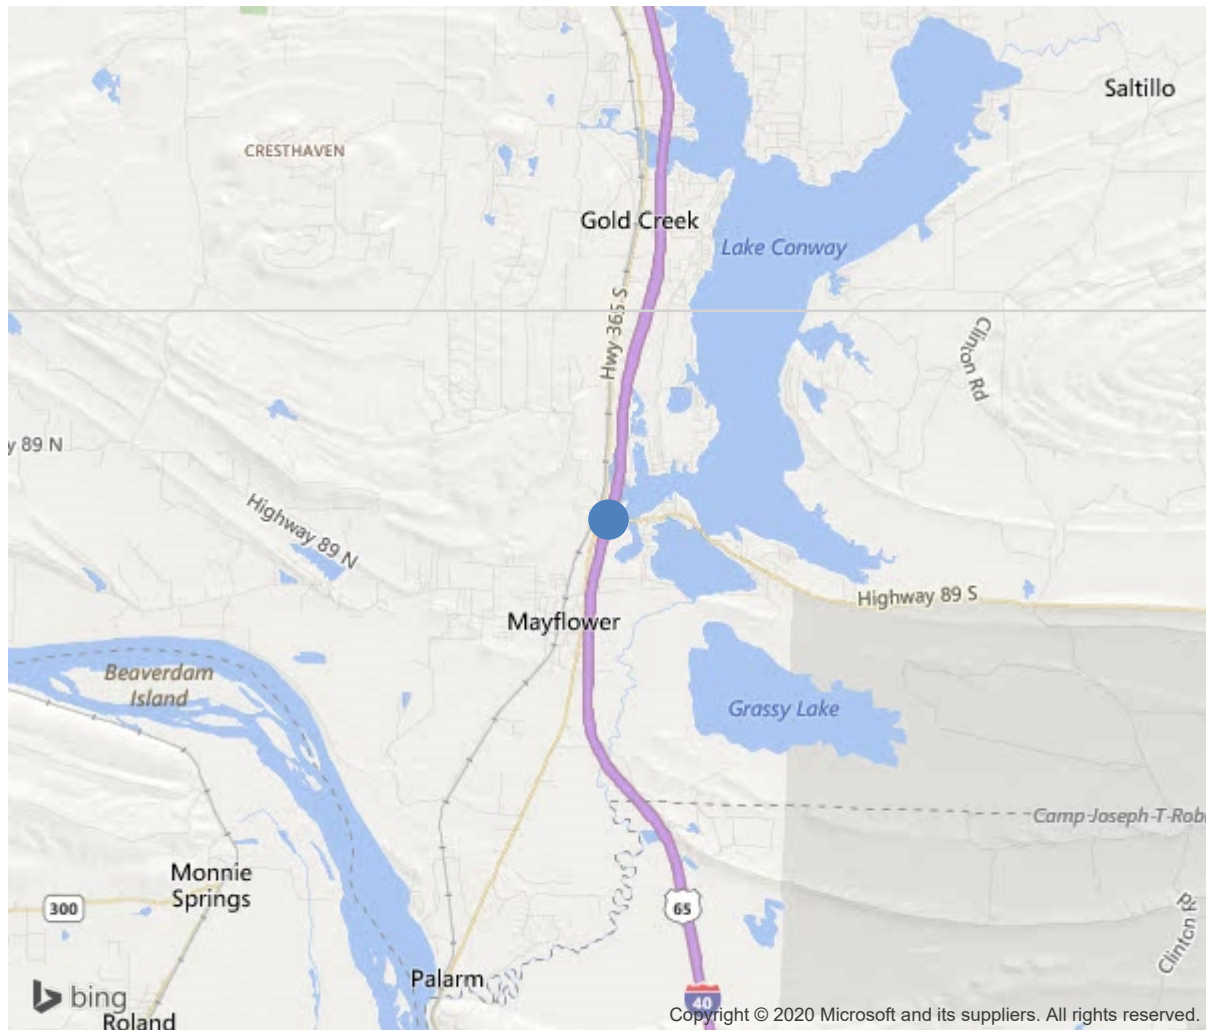 Saltillo
CRESTHAVEN
Gold Creek
Lake Conway
Hwy 365 S
Clinton Rd
y 89 N
Highway 89 N
Highway 89 S
Mayflower
Beaverdam
Island
Grassy Lake
Camp Joseph T Rob
Monnie
Springs
300
65
Clinton R
Palarm
bing
40
Roland
Copyright © 2020 Microsoft and its suppliers. All rights reserved.